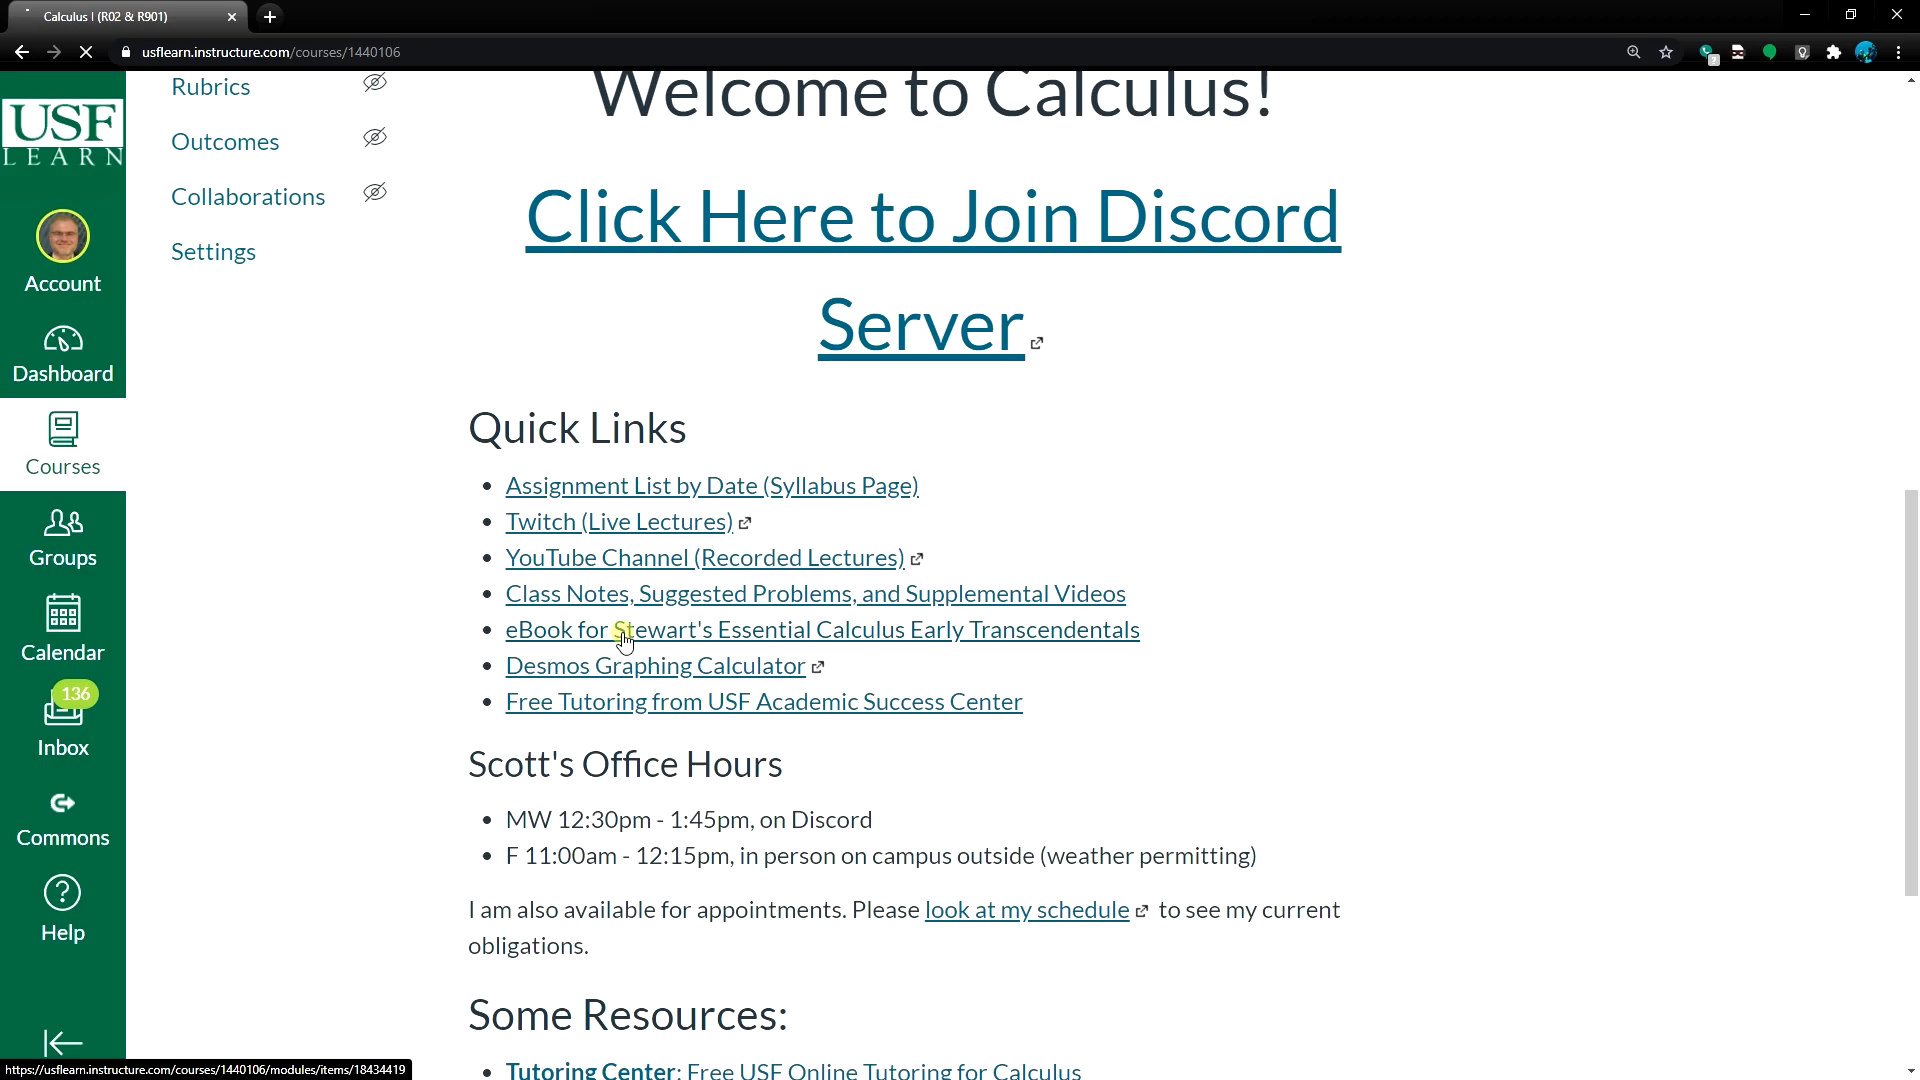 Calculus I (R02 & R901)
usflearn.instructure.com/courses/1440106
USF
LEARN
Account
Dashboard
Courses
Groups
Calendar
136
Inbox
Commons
Help
Rubrics
Outcomes
Collaborations
Settings
Welcome to Calculus!
Click Here to Join Discord
Server
Quick Links
• Assignment List by Date (Syllabus Page)
• Twitch (Live Lectures)
• YouTube Channel (Recorded Lectures)
• Class Notes, Suggested Problems, and Supplemental Videos
• eBook for Stewart's Essential Calculus Early Transcendentals
• Desmos Graphing Calculator
• Free Tutoring from USF Academic Success Center
Scott's Office Hours
• MW 12:30pm - 1:45pm, on Discord
• F 11:00am - 12:15pm, in person on campus outside (weather permitting)
I am also available for appointments. Please look at my schedule to see my current
obligations.
Some Resources:
• Tutoring Center: Free USF Online Tutoring for Calculus
https://usflearn.instructure.com/courses/1440106/modules/items/18434419